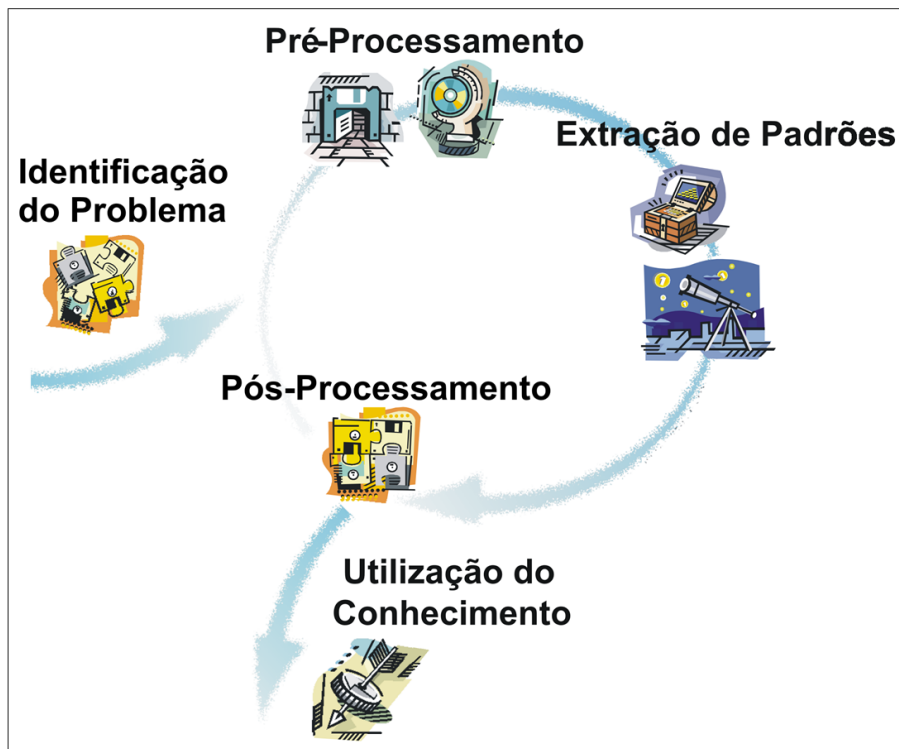 Pré-Processamento
Extração de Padrões
Identificação
do Problema
Pós-Processamento
Utilização do
Conhecimento